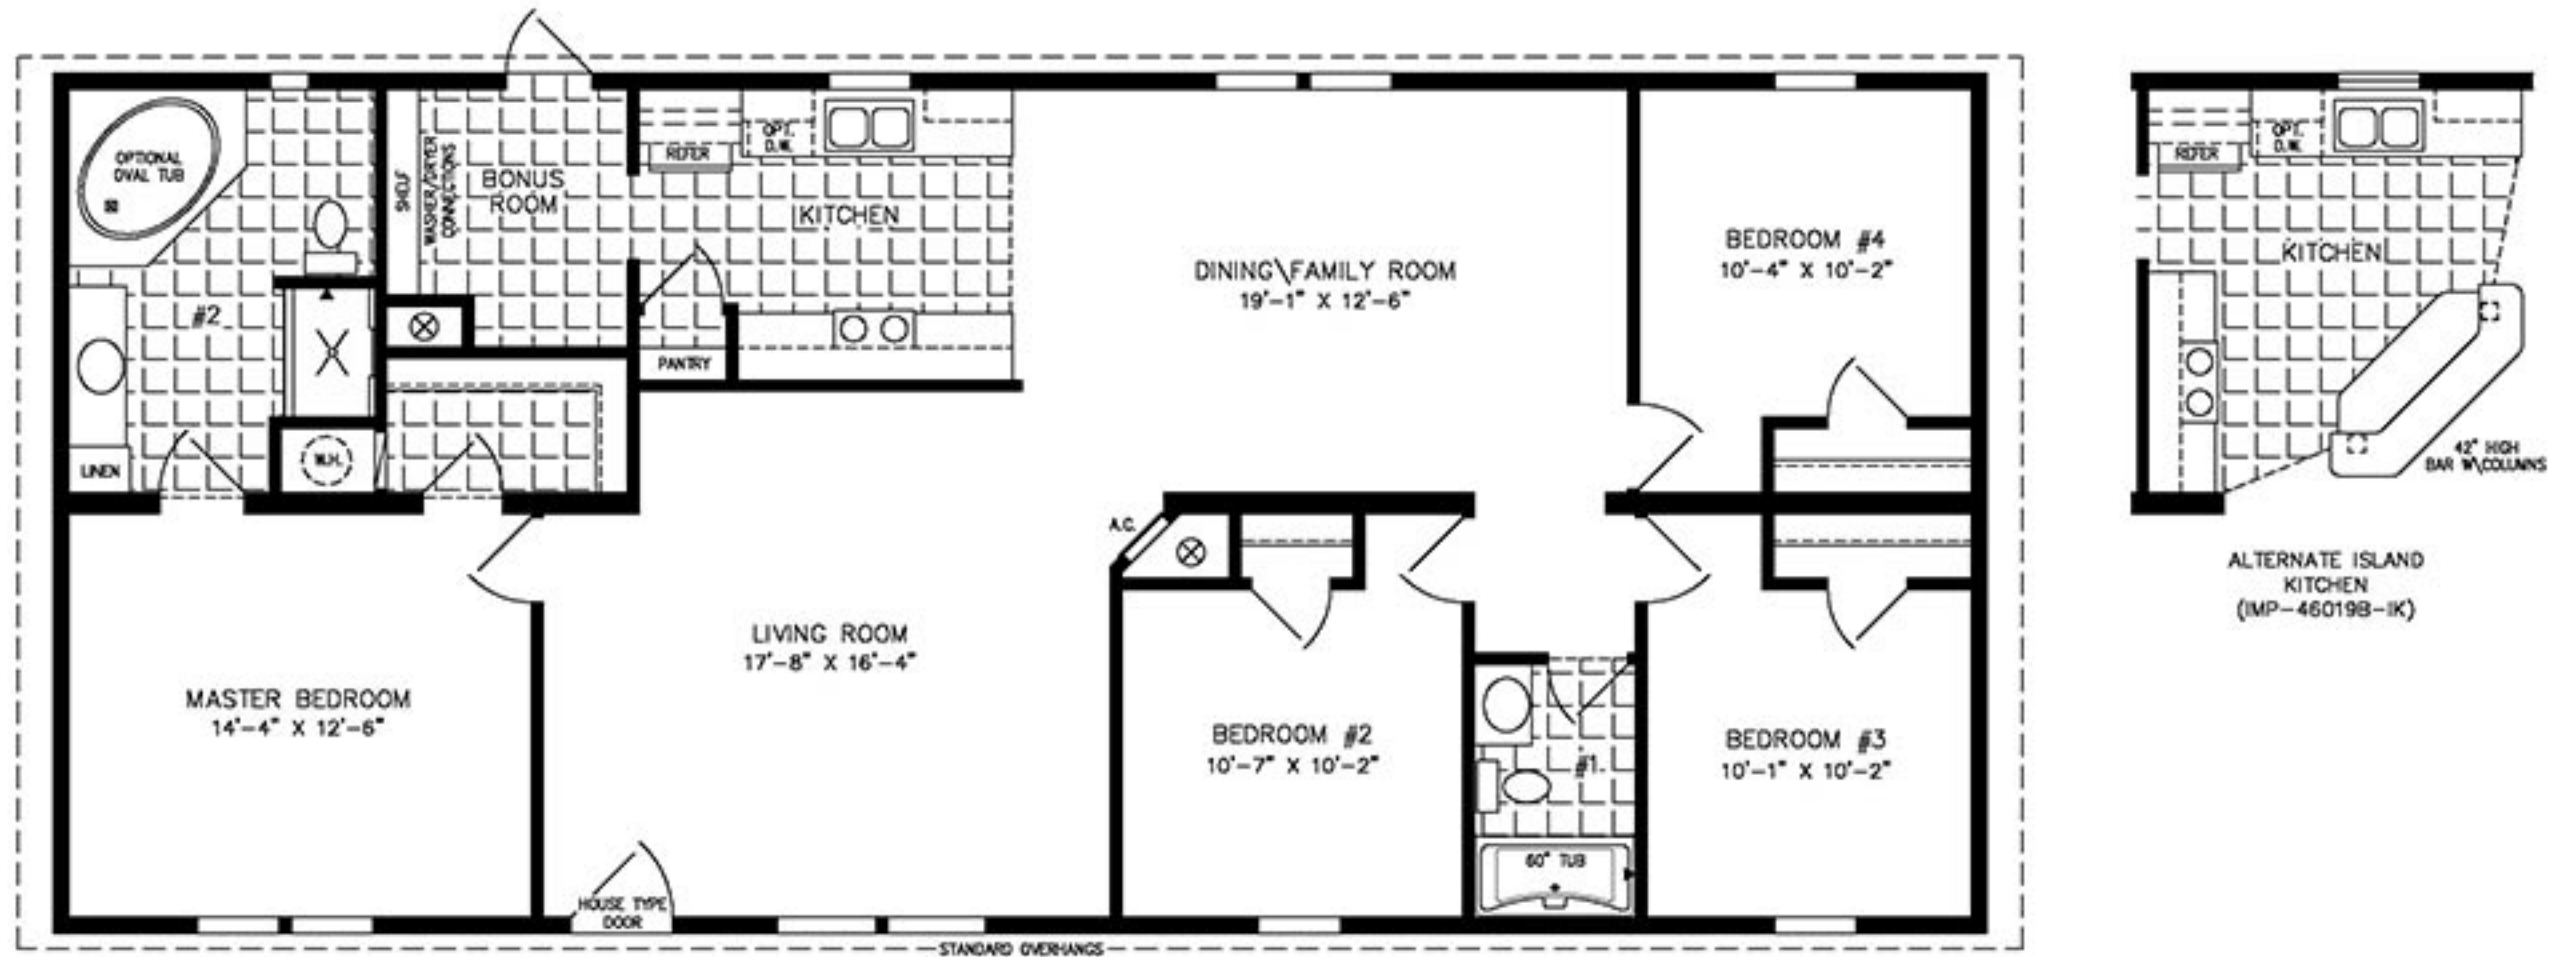 OPTIONAL
OVAL TUB
#2
LINEN
W.H.
SHELF
WASHER/DRYER
CONNECTIONS
BONUS
ROOM
REFER
OPT.
D.W.
KITCHEN
PANTRY
DINING\FAMILY ROOM
19'-1" X 12'-6"
BEDROOM #4
10'-4" X 10'-2"
MASTER BEDROOM
14'-4" X 12'-6"
LIVING ROOM
17'-8" X 16'-4"
HOUSE TYPE
DOOR
A.C.
BEDROOM #2
10'-7" X 10'-2"
#1
60" TUB
BEDROOM #3
10'-1" X 10'-2"
STANDARD OVERHANGS
OPT.
D.W.
REFER
KITCHEN
42" HIGH
BAR W\COLUMNS
ALTERNATE ISLAND
KITCHEN
(IMP-46019B-IK)